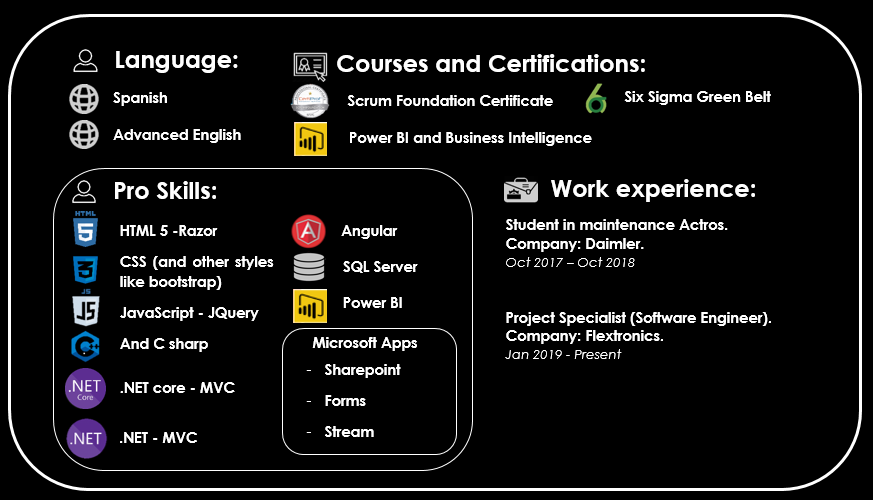 Language:
Spanish
Advanced English
Courses and Certifications:
Scrum Foundation Certificate
Six Sigma Green Belt
Power BI and Business Intelligence
Pro Skills:
HTML
5
HTML 5 -Razor
3
CSS (and other styles
like bootstrap)
JS
JS
JavaScript - JQuery
And C sharp
.NET
Core
.NET core - MVC
.NET
.NET - MVC
A
Angular
SQL Server
Power BI
Microsoft Apps
- Sharepoint
- Forms
- Stream
Work experience:
Student in maintenance Actros.
Company: Daimler.
Oct 2017 – Oct 2018
Project Specialist (Software Engineer).
Company: Flextronics.
Jan 2019 - Present